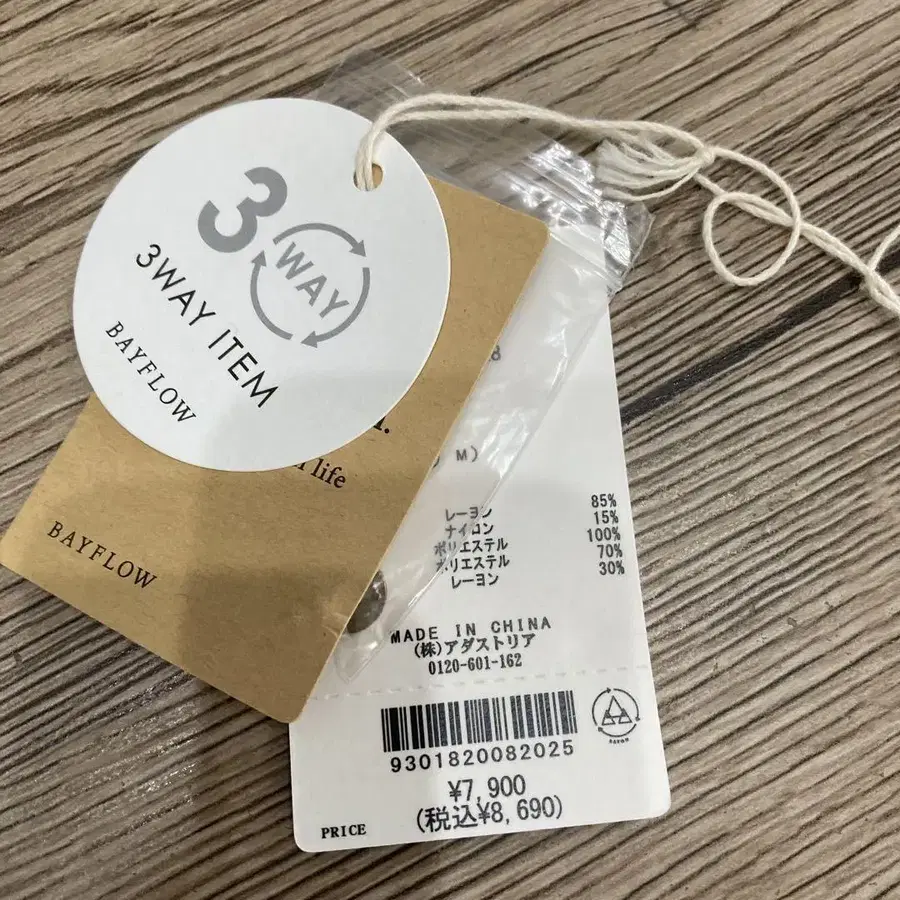 3
WAY
3WAY ITEM
BAYFLOW
life
BAYFLOW
8
M)
レーヨン 85%
ナイロン 15%
ポリエステル 100%
ポリエステル 70%
レーヨン 30%
MADE IN CHINA
(株)アダストリア
0120-601-162
9301820082025
¥7,900
(税込¥8,690)
PRICE